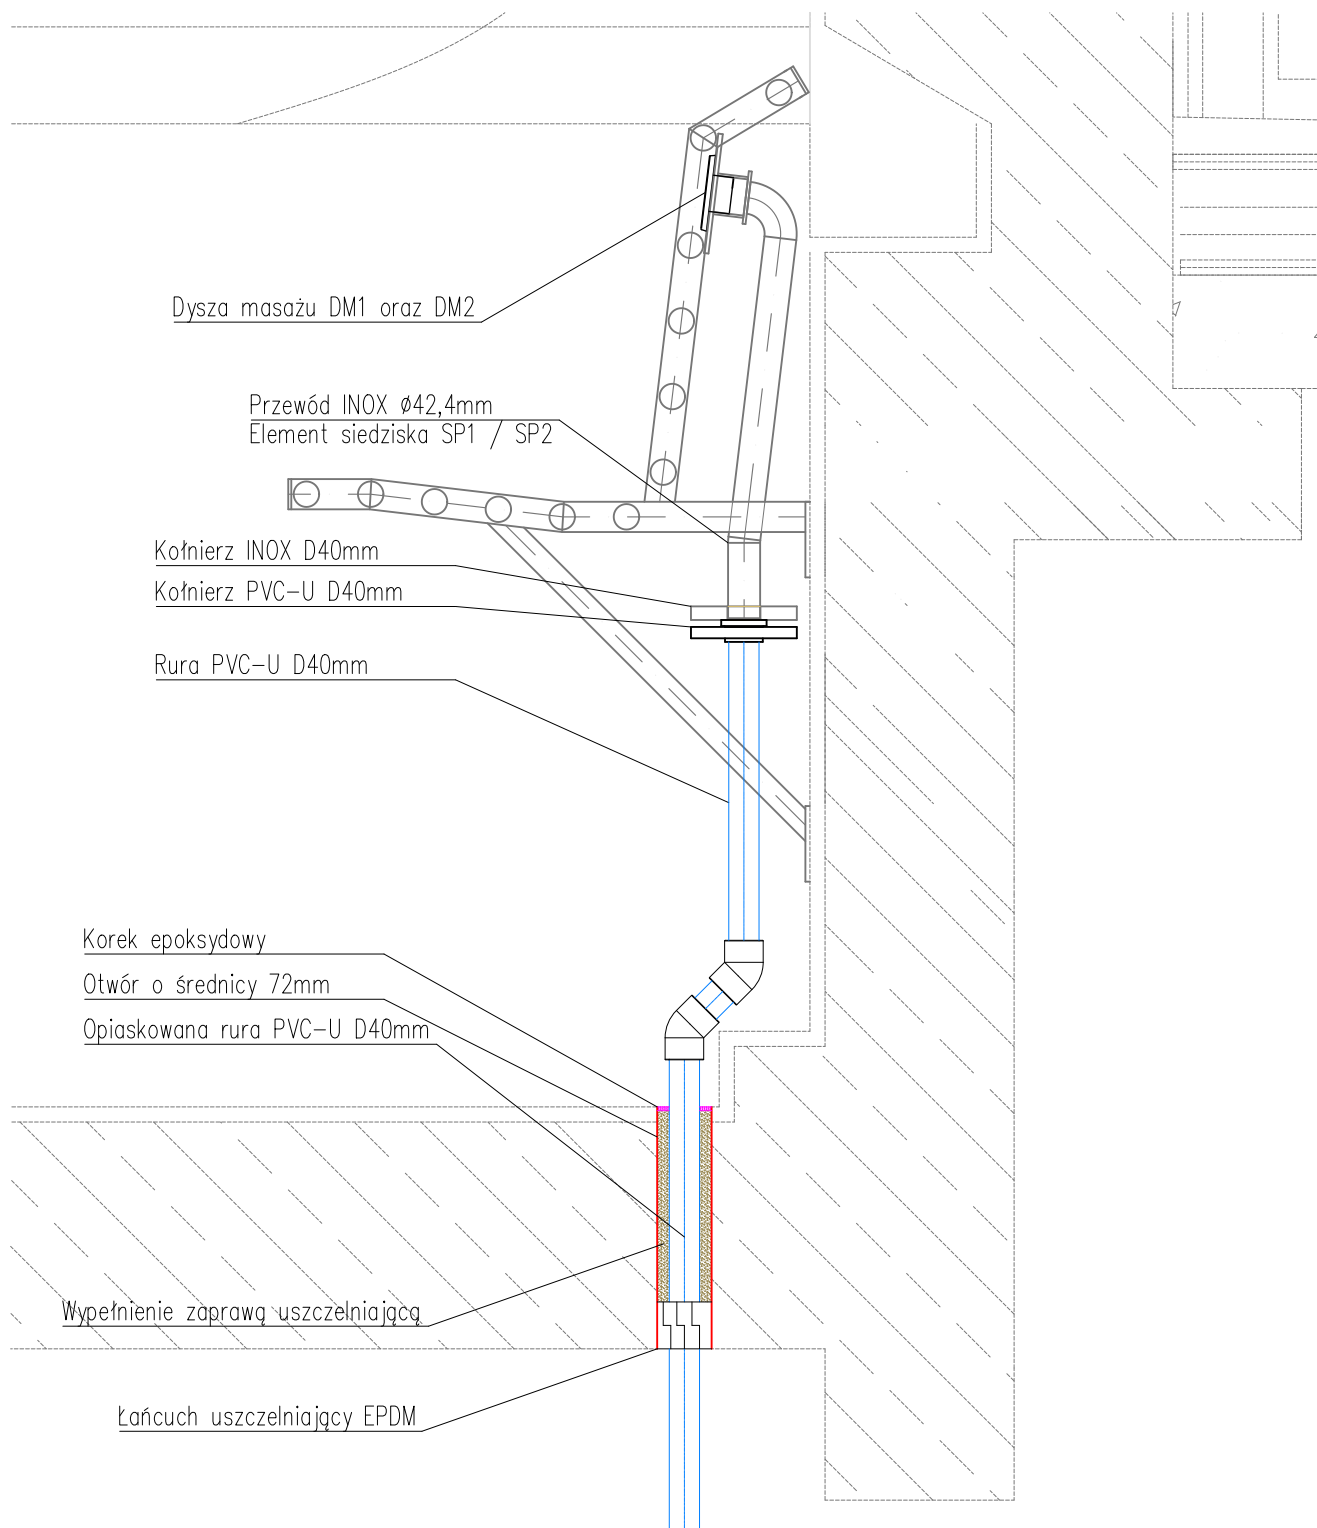 Dysza masażu DM1 oraz DM2
Przewód INOX Ø42,4mm
Element siedziska SP1 / SP2
Kołnierz INOX D40mm
Kołnierz PVC-U D40mm
Rura PVC-U D40mm
Korek epoksydowy
Otwór o średnicy 72mm
Opiaskowana rura PVC-U D40mm
Wypełnienie zaprawą uszczelniającą
Łańcuch uszczelniający EPDM